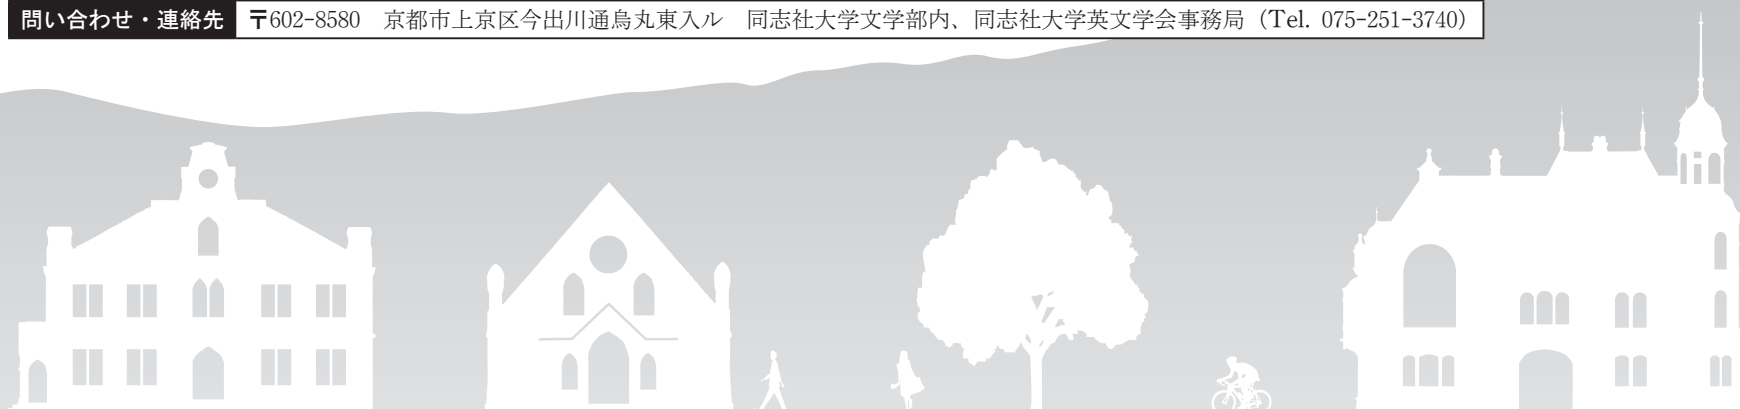 問い合わせ・連絡先 〒602-8580 京都市上京区今出川通烏丸東入ル 同志社大学文学部内、同志社大学英文学会事務局（Tel. 075-251-3740）